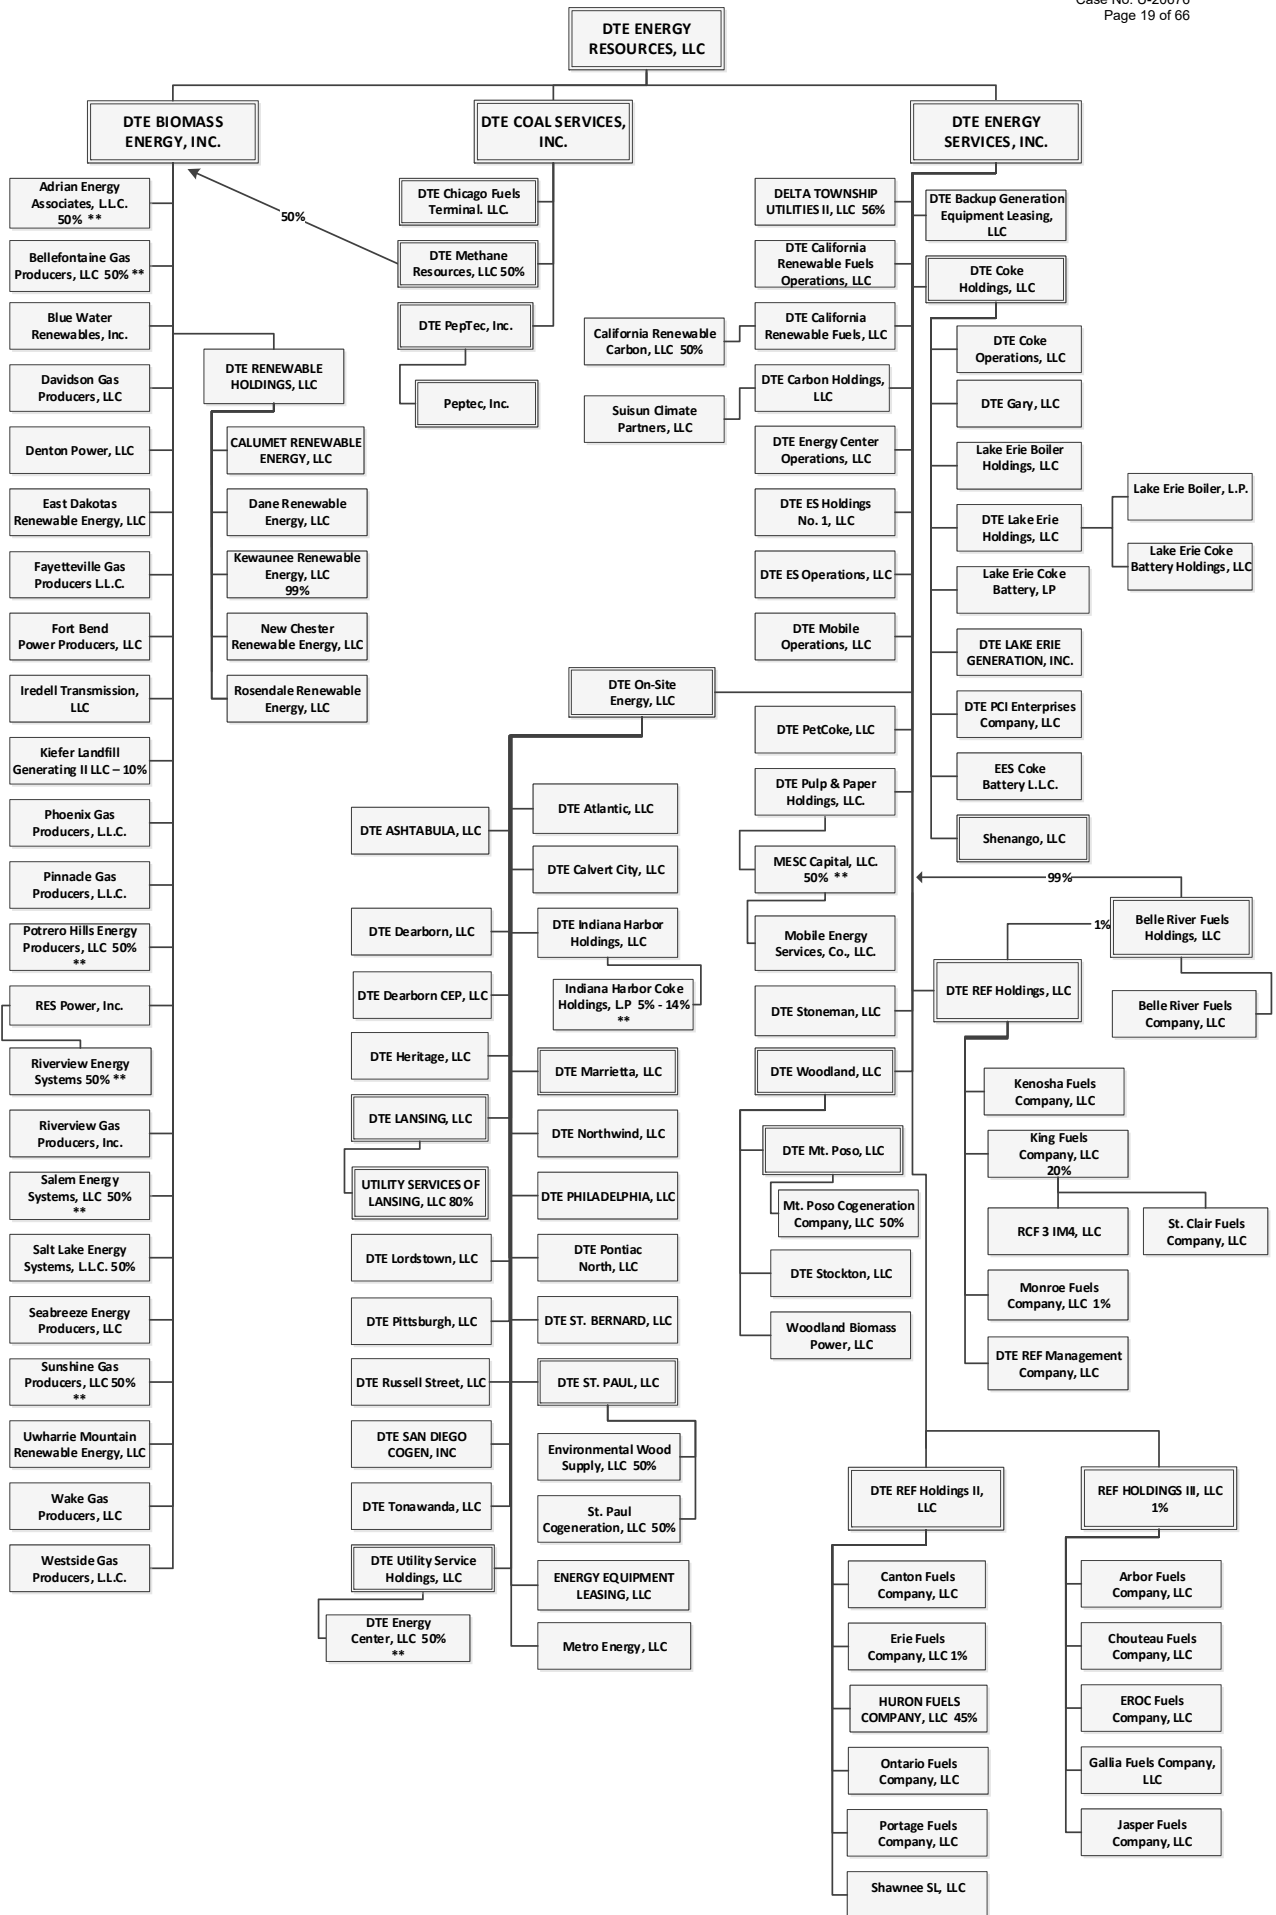 Case No. U-20676
Page 19 of 66
DTE ENERGY
RESOURCES, LLC
DTE BIOMASS
ENERGY, INC.
DTE COAL SERVICES,
INC.
DTE ENERGY
SERVICES, INC.
Adrian Energy
Associates, L.L.C.
50% **
Bellefontaine Gas
Producers, LLC 50% **
Blue Water
Renewables, Inc.
Davidson Gas
Producers, LLC
Denton Power, LLC
East Dakotas
Renewable Energy, LLC
Fayetteville Gas
Producers L.L.C.
Fort Bend
Power Producers, LLC
Iredell Transmission,
LLC
Kiefer Landfill
Generating II LLC – 10%
Phoenix Gas
Producers, L.L.C.
Pinnacle Gas
Producers, L.L.C.
Potrero Hills Energy
Producers, LLC 50%
**
RES Power, Inc.
Riverview Energy
Systems 50% **
Riverview Gas
Producers, Inc.
Salem Energy
Systems, LLC 50%
**
Salt Lake Energy
Systems, L.L.C. 50%
Seabreeze Energy
Producers, LLC
Sunshine Gas
Producers, LLC 50%
**
Uwharrie Mountain
Renewable Energy, LLC
Wake Gas
Producers, LLC
Westside Gas
Producers, L.L.C.
DTE RENEWABLE
HOLDINGS, LLC
CALUMET RENEWABLE
ENERGY, LLC
Dane Renewable
Energy, LLC
Kewaunee Renewable
Energy, LLC
99%
New Chester
Renewable Energy, LLC
Rosendale Renewable
Energy, LLC
50%
DTE Chicago Fuels
Terminal. LLC.
DTE Methane
Resources, LLC 50%
DTE PepTec, Inc.
Peptec, Inc.
DELTA TOWNSHIP
UTILITIES II, LLC 56%
DTE California
Renewable Fuels
Operations, LLC
DTE California
Renewable Fuels, LLC
California Renewable
Carbon, LLC 50%
DTE Carbon Holdings,
LLC
Suisun Climate
Partners, LLC
DTE Energy Center
Operations, LLC
DTE ES Holdings
No. 1, LLC
DTE ES Operations, LLC
DTE Mobile
Operations, LLC
DTE On-Site
Energy, LLC
DTE PetCoke, LLC
DTE Pulp & Paper
Holdings, LLC.
MESC Capital, LLC.
50% **
Mobile Energy
Services, Co., LLC.
DTE Stoneman, LLC
DTE Woodland, LLC
DTE Mt. Poso, LLC
Mt. Poso Cogeneration
Company, LLC 50%
DTE Stockton, LLC
Woodland Biomass
Power, LLC
DTE ASHTABULA, LLC
DTE Dearborn, LLC
DTE Dearborn CEP, LLC
DTE Heritage, LLC
DTE LANSING, LLC
UTILITY SERVICES OF
LANSING, LLC 80%
DTE Lordstown, LLC
DTE Pittsburgh, LLC
DTE Russell Street, LLC
DTE SAN DIEGO
COGEN, INC
DTE Tonawanda, LLC
DTE Utility Service
Holdings, LLC
DTE Energy
Center, LLC 50%
**
DTE Atlantic, LLC
DTE Calvert City, LLC
DTE Indiana Harbor
Holdings, LLC
Indiana Harbor Coke
Holdings, L.P 5% - 14%
**
DTE Marrietta, LLC
DTE Northwind, LLC
DTE PHILADELPHIA, LLC
DTE Pontiac
North, LLC
DTE ST. BERNARD, LLC
DTE ST. PAUL, LLC
Environmental Wood
Supply, LLC 50%
St. Paul
Cogeneration, LLC 50%
ENERGY EQUIPMENT
LEASING, LLC
Metro Energy, LLC
DTE Backup Generation
Equipment Leasing,
LLC
DTE Coke
Holdings, LLC
DTE Coke
Operations, LLC
DTE Gary, LLC
Lake Erie Boiler
Holdings, LLC
DTE Lake Erie
Holdings, LLC
Lake Erie Boiler, L.P.
Lake Erie Coke
Battery Holdings, LLC
Lake Erie Coke
Battery, LP
DTE LAKE ERIE
GENERATION, INC.
DTE PCI Enterprises
Company, LLC
EES Coke
Battery L.L.C.
Shenango, LLC
99%
1%
Belle River Fuels
Holdings, LLC
Belle River Fuels
Company, LLC
DTE REF Holdings, LLC
Kenosha Fuels
Company, LLC
King Fuels
Company, LLC
20%
RCF 3 IM4, LLC
St. Clair Fuels
Company, LLC
Monroe Fuels
Company, LLC 1%
DTE REF Management
Company, LLC
DTE REF Holdings II,
LLC
Canton Fuels
Company, LLC
Erie Fuels
Company, LLC 1%
HURON FUELS
COMPANY, LLC 45%
Ontario Fuels
Company, LLC
Portage Fuels
Company, LLC
Shawnee SL, LLC
REF HOLDINGS III, LLC
1%
Arbor Fuels
Company, LLC
Chouteau Fuels
Company, LLC
EROC Fuels
Company, LLC
Gallia Fuels Company,
LLC
Jasper Fuels
Company, LLC